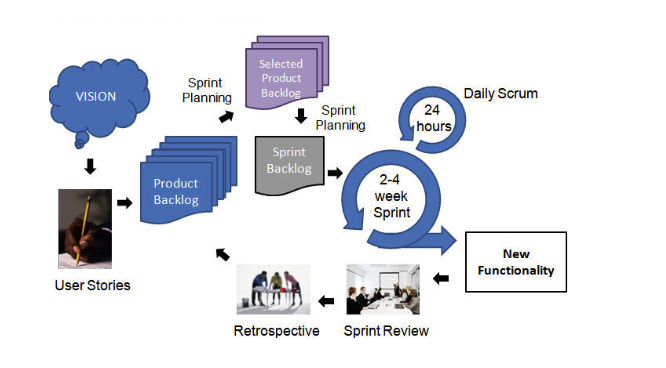 VISION
User Stories
Product
Backlog
Sprint
Planning
Selected
Product
Backlog
Sprint
Planning
Sprint
Backlog
2-4
week
Sprint
24
hours
Daily Scrum
New
Functionality
Sprint Review
Retrospective